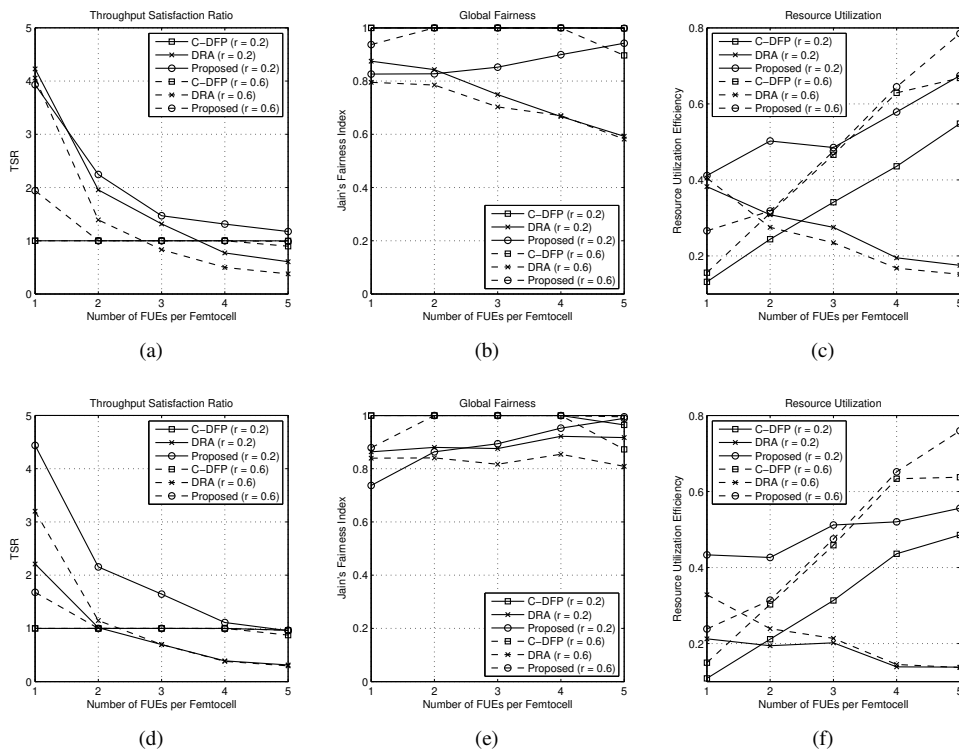 Throughput Satisfaction Ratio
5
4
3
2
1
0
1 2 3 4 5
TSR
Number of FUEs per Femtocell
C−DFP (r = 0.2)
DRA (r = 0.2)
Proposed (r = 0.2)
C−DFP (r = 0.6)
DRA (r = 0.6)
Proposed (r = 0.6)
(a)
Global Fairness
1
0.8
0.6
0.4
0.2
0
1 2 3 4 5
Jain's Fairness Index
Number of FUEs per Femtocell
C−DFP (r = 0.2)
DRA (r = 0.2)
Proposed (r = 0.2)
C−DFP (r = 0.6)
DRA (r = 0.6)
Proposed (r = 0.6)
(b)
Resource Utilization
0.8
0.6
0.4
0.2
1 2 3 4 5
Resource Utilization Efficiency
Number of FUEs per Femtocell
C−DFP (r = 0.2)
DRA (r = 0.2)
Proposed (r = 0.2)
C−DFP (r = 0.6)
DRA (r = 0.6)
Proposed (r = 0.6)
(c)
Throughput Satisfaction Ratio
5
4
3
2
1
0
1 2 3 4 5
TSR
Number of FUEs per Femtocell
C−DFP (r = 0.2)
DRA (r = 0.2)
Proposed (r = 0.2)
C−DFP (r = 0.6)
DRA (r = 0.6)
Proposed (r = 0.6)
(d)
Global Fairness
1
0.8
0.6
0.4
0.2
0
1 2 3 4 5
Jain's Fairness Index
Number of FUEs per Femtocell
C−DFP (r = 0.2)
DRA (r = 0.2)
Proposed (r = 0.2)
C−DFP (r = 0.6)
DRA (r = 0.6)
Proposed (r = 0.6)
(e)
Resource Utilization
0.8
0.6
0.4
0.2
1 2 3 4 5
Resource Utilization Efficiency
Number of FUEs per Femtocell
C−DFP (r = 0.2)
DRA (r = 0.2)
Proposed (r = 0.2)
C−DFP (r = 0.6)
DRA (r = 0.6)
Proposed (r = 0.6)
(f)